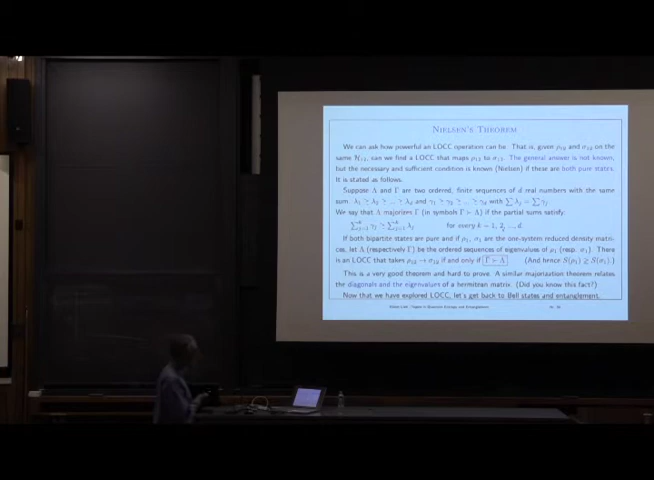 NIELSEN'S THEOREM
We can ask how powerful an LOCC operation can be. That is, given ρ₁₂ and σ₁₂ on the
same H₁₂, can we find a LOCC that maps ρ₁₂ to σ₁₂. The general answer is not known,
but the necessary and sufficient condition is known (Nielsen) if these are both pure states.
It is stated as follows.
Suppose Λ and Γ are two ordered, finite sequences of d real numbers with the same
sum λ₁ ≥ λ₂ ≥ ... ≥ λd and γ₁ ≥ γ₂ ≥ ... ≥ γd with ∑ λj = ∑ γj
We say that Λ majorizes Γ (in symbols Γ ≻ Λ) if the partial sums satisfy
for every k = 1, 2, ..., d.
If both bipartite states are pure and if ρ₁, σ₁ are the one-system reduced density matri-
ces, let Λ (respectively Γ) be the ordered sequences of eigenvalues of ρ₁ (resp. σ₁). There
is an LOCC that takes ρ₁₂ → σ₁₂ if and only if Γ ≻ Λ (And hence S(ρ₁) ≥ S(σ₁).)
This is a very good theorem and hard to prove. A similar majorization theorem relates
the diagonals and the eigenvalues of a hermitean matrix. (Did you know this fact?)
Now that we have explored LOCC, let's get back to Bell states and entanglement.